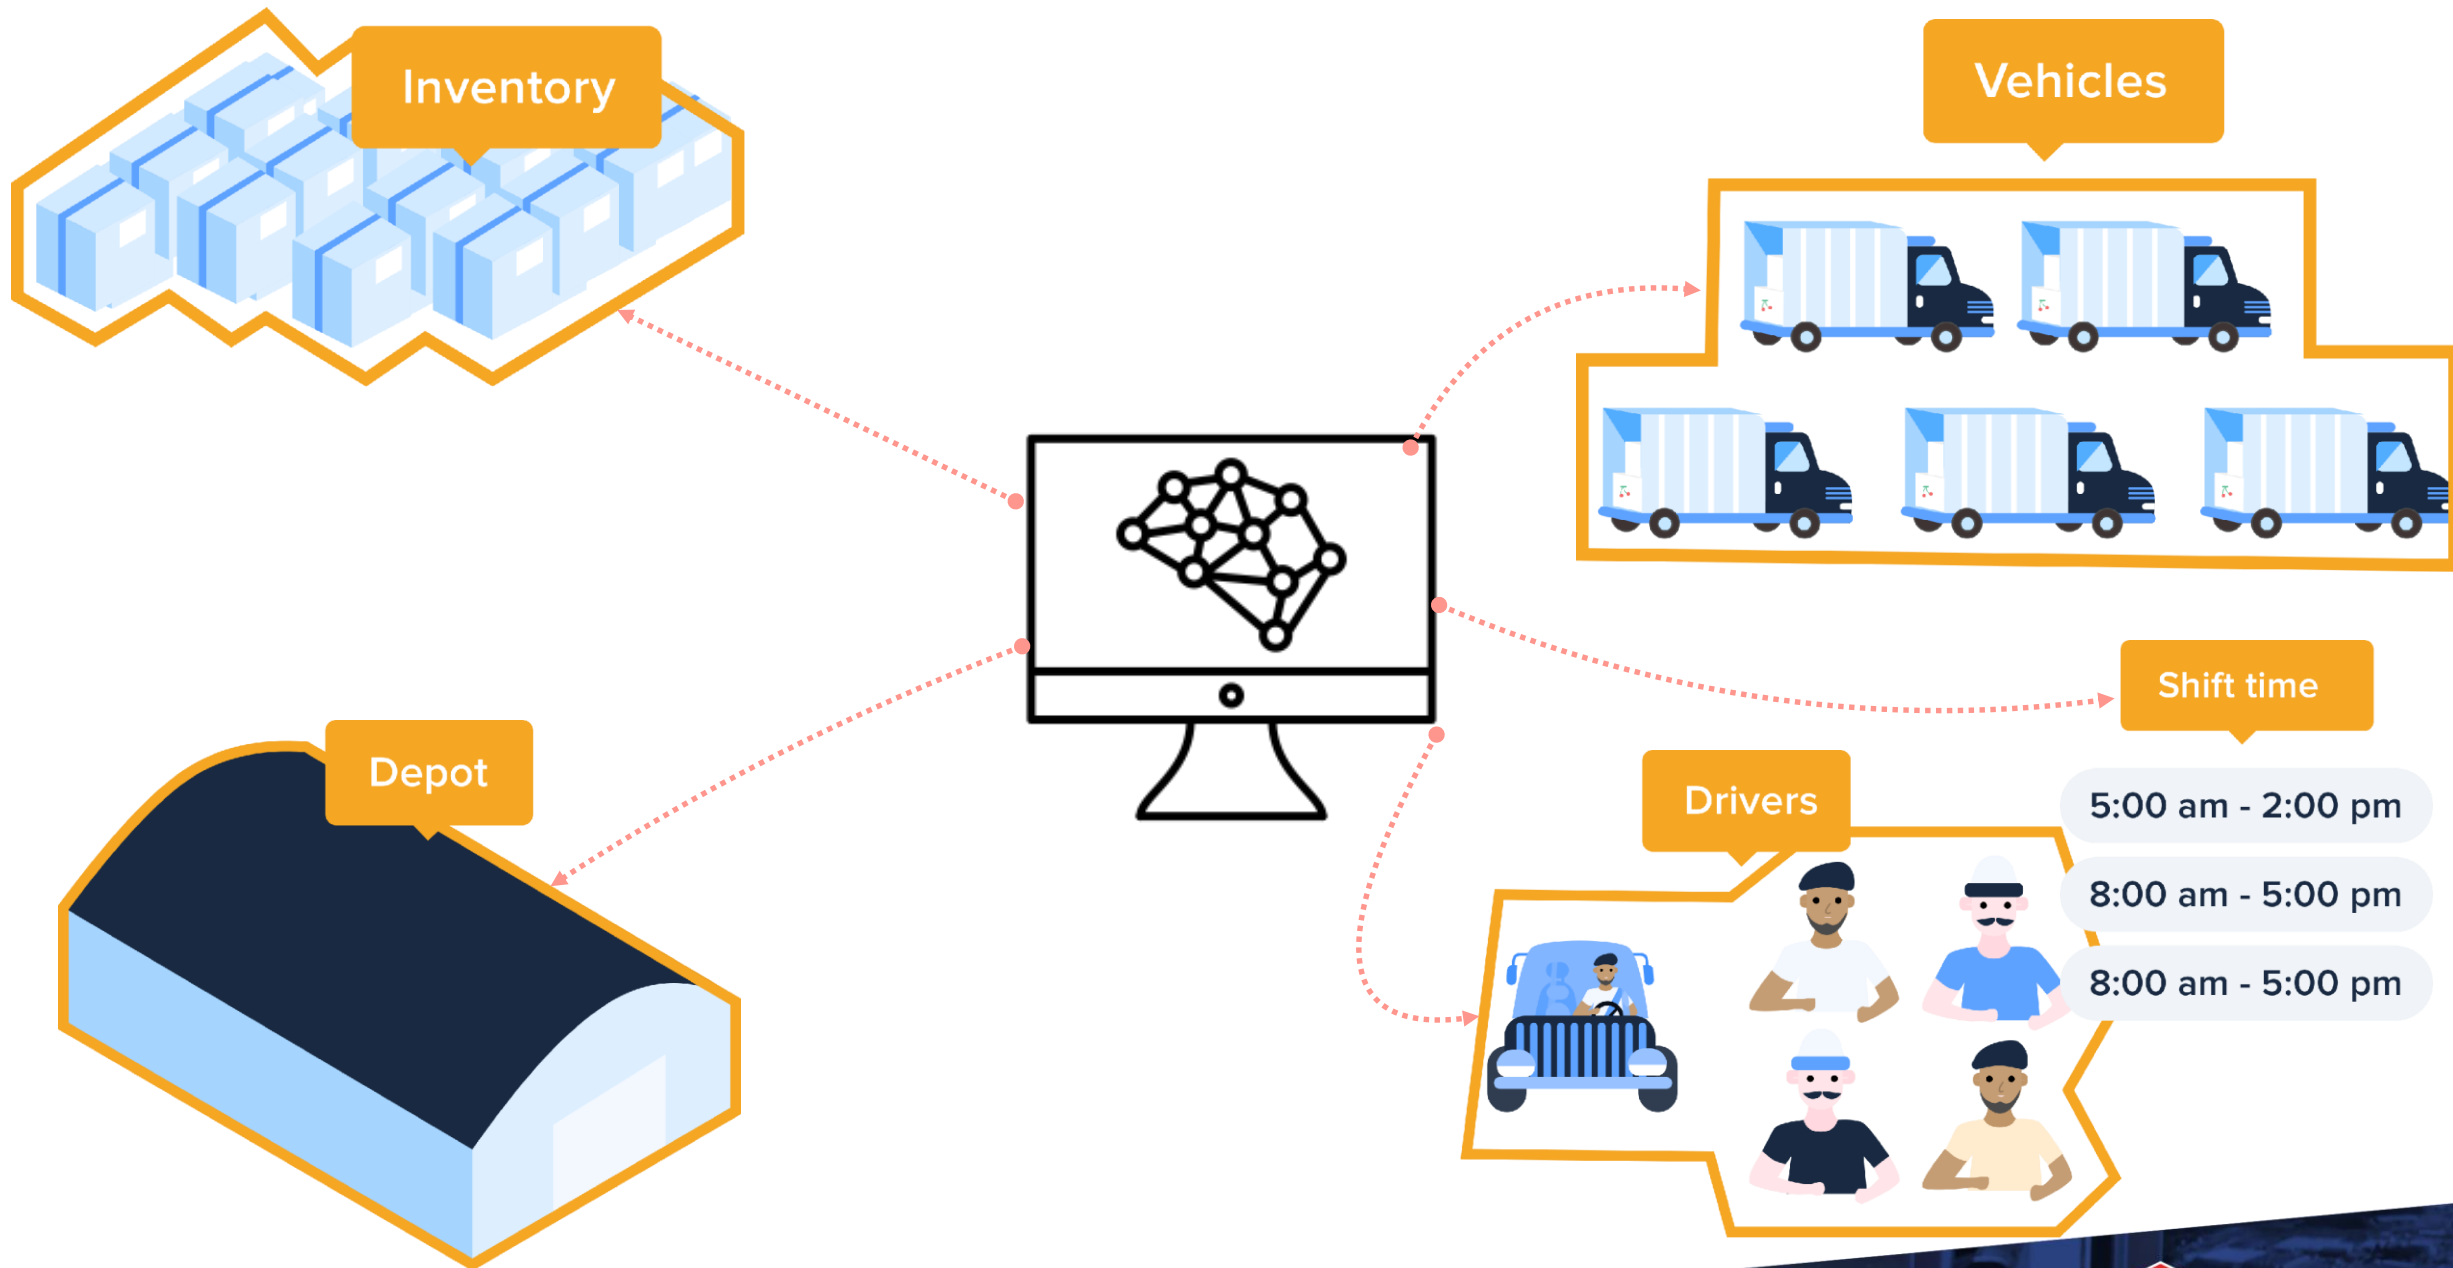 Inventory
Vehicles
Shift time
Depot
Drivers
5:00 am - 2:00 pm
8:00 am - 5:00 pm
8:00 am - 5:00 pm